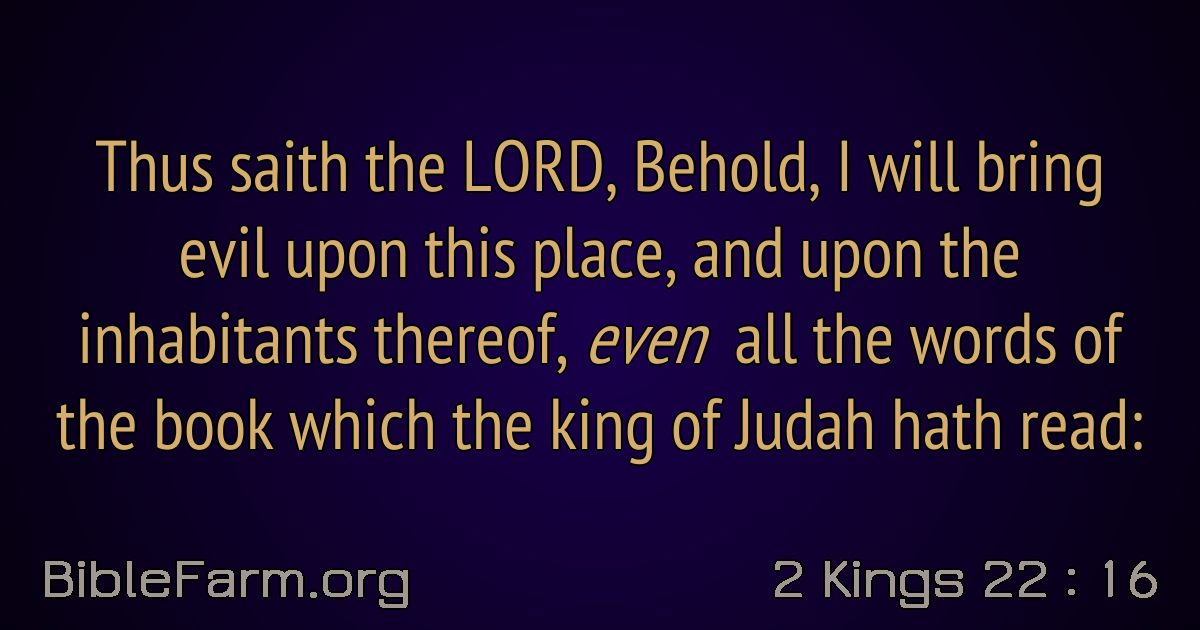 Thus saith the LORD, Behold, I will bring
evil upon this place, and upon the
inhabitants thereof, even all the words of
the book which the king of Judah hath read:
BibleFarm.org
2 Kings 22 : 16